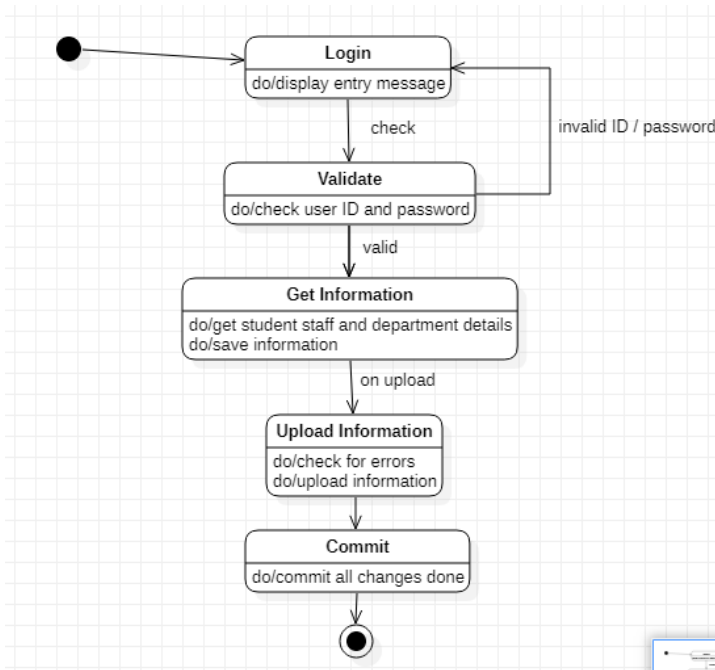 Login
do/display entry message
check
invalid ID / password
Validate
do/check user ID and password
valid
Get Information
do/get student staff and department details
do/save information
on upload
Upload Information
do/check for errors
do/upload information
Commit
do/commit all changes done